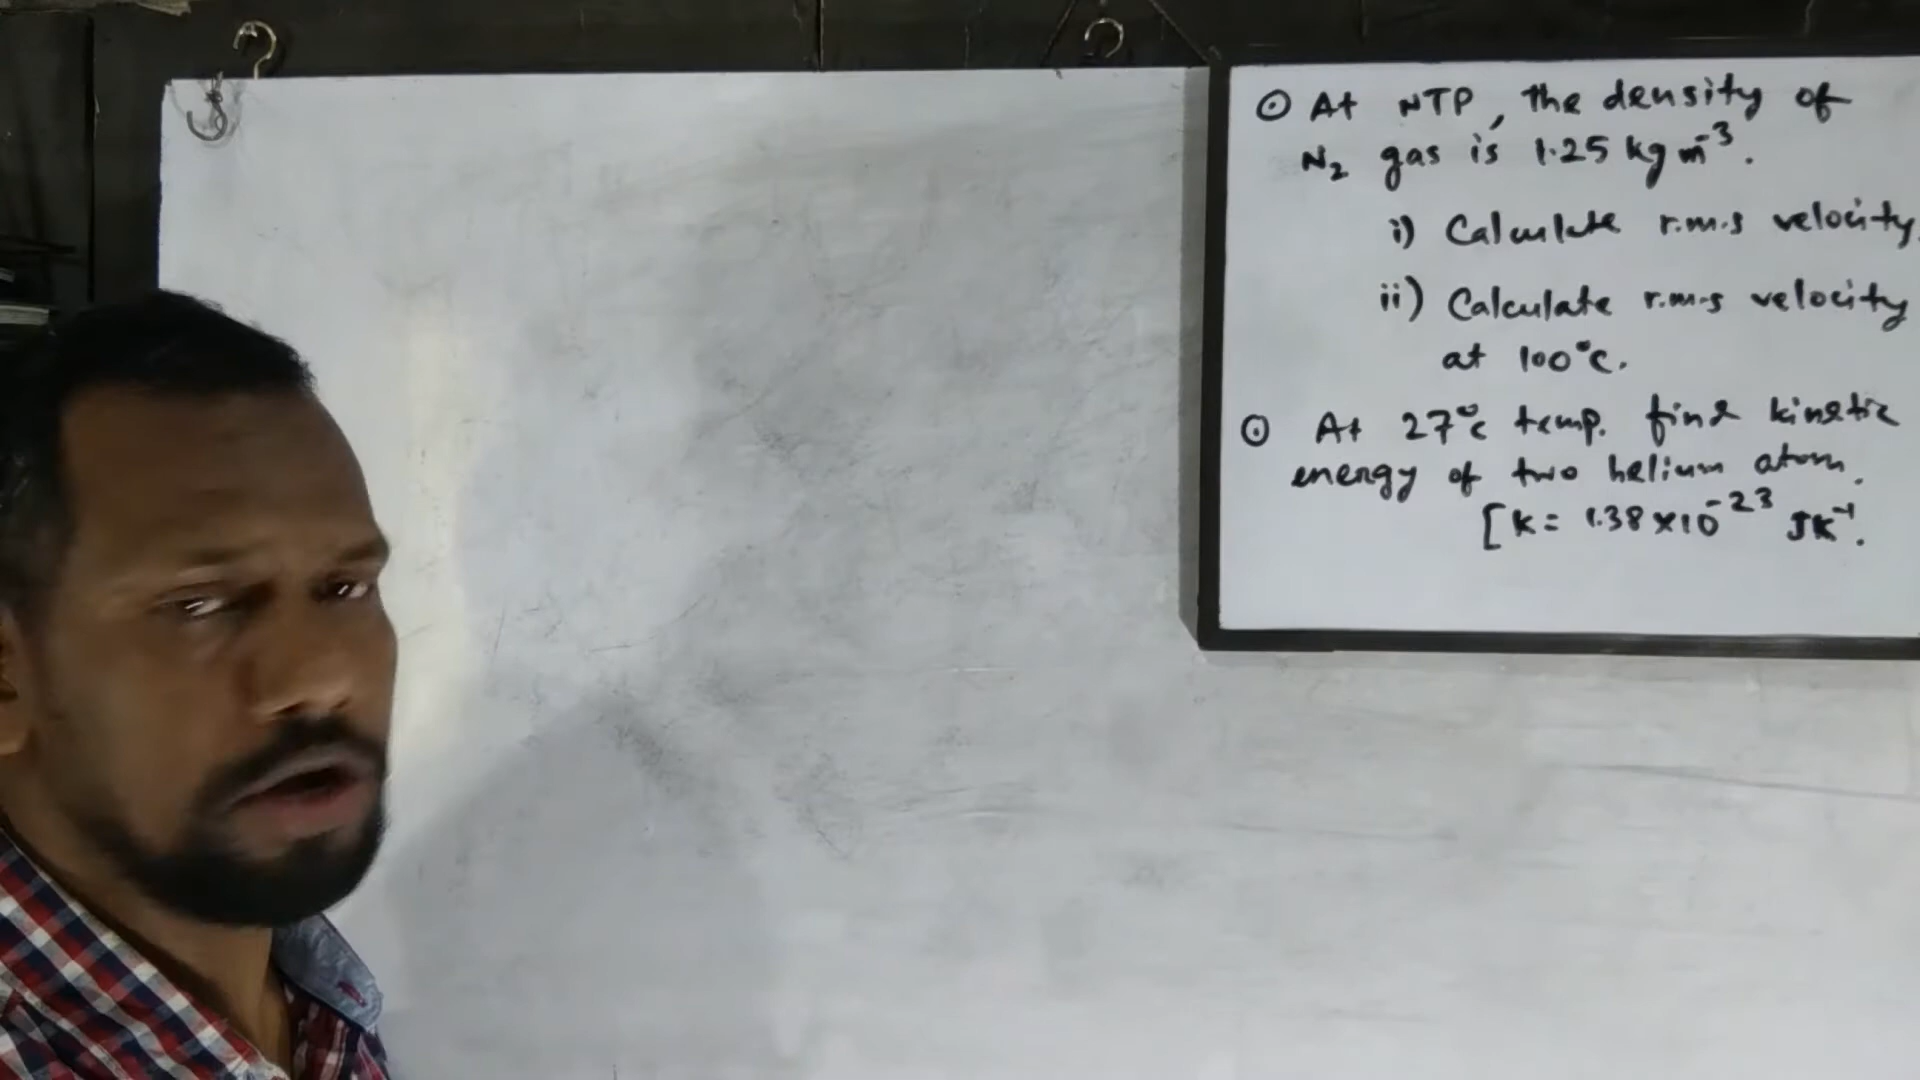 ⊙ At NTP, the density of
N₂ gas is 1.25 kg m⁻³.
i) Calculate r.m.s velocity.
ii) Calculate r.m.s velocity
at 100°C.
⊙ At 27°C temp. find kinetic
energy of two helium atom.
[K = 1.38 × 10⁻²³ JK⁻¹.